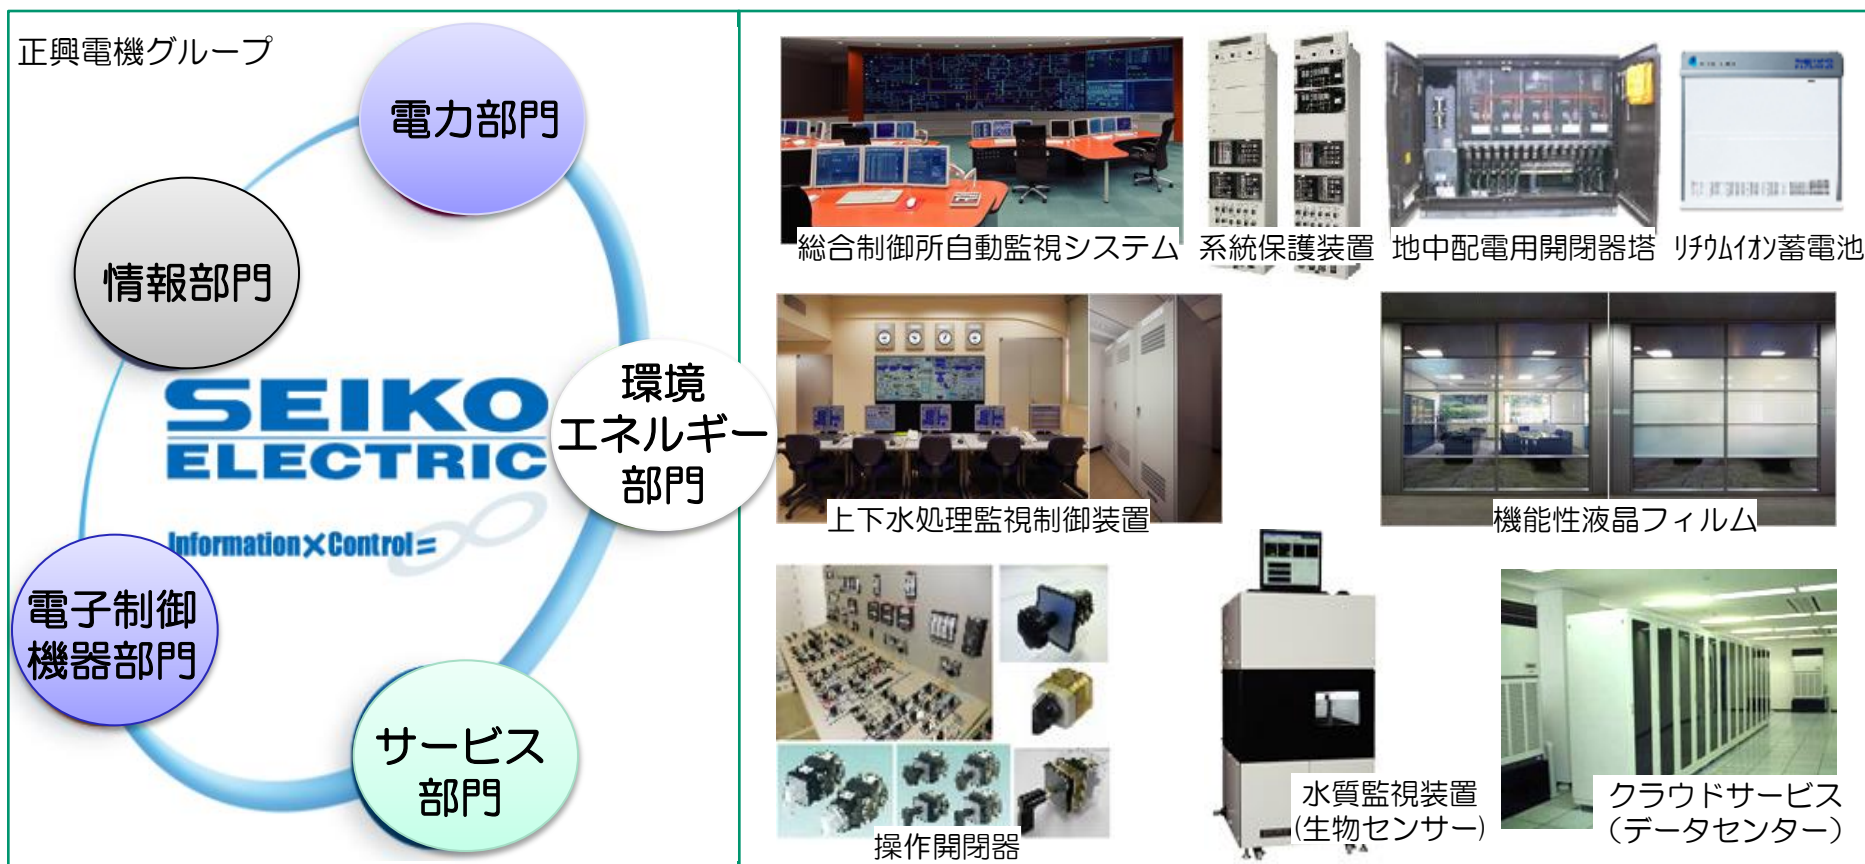 正興電機グループ
電力部門
情報部門
環境
エネルギー
部門
電子制御
機器部門
サービス
部門
SEIKO
ELECTRIC
Information×Control=∞
総合制御所自動監視システム
系統保護装置
地中配電用開閉器塔
ﾘﾁｳﾑｲｵﾝ蓄電池
上下水処理監視制御装置
機能性液晶フィルム
操作開閉器
水質監視装置
(生物センサー)
クラウドサービス
（データセンター）